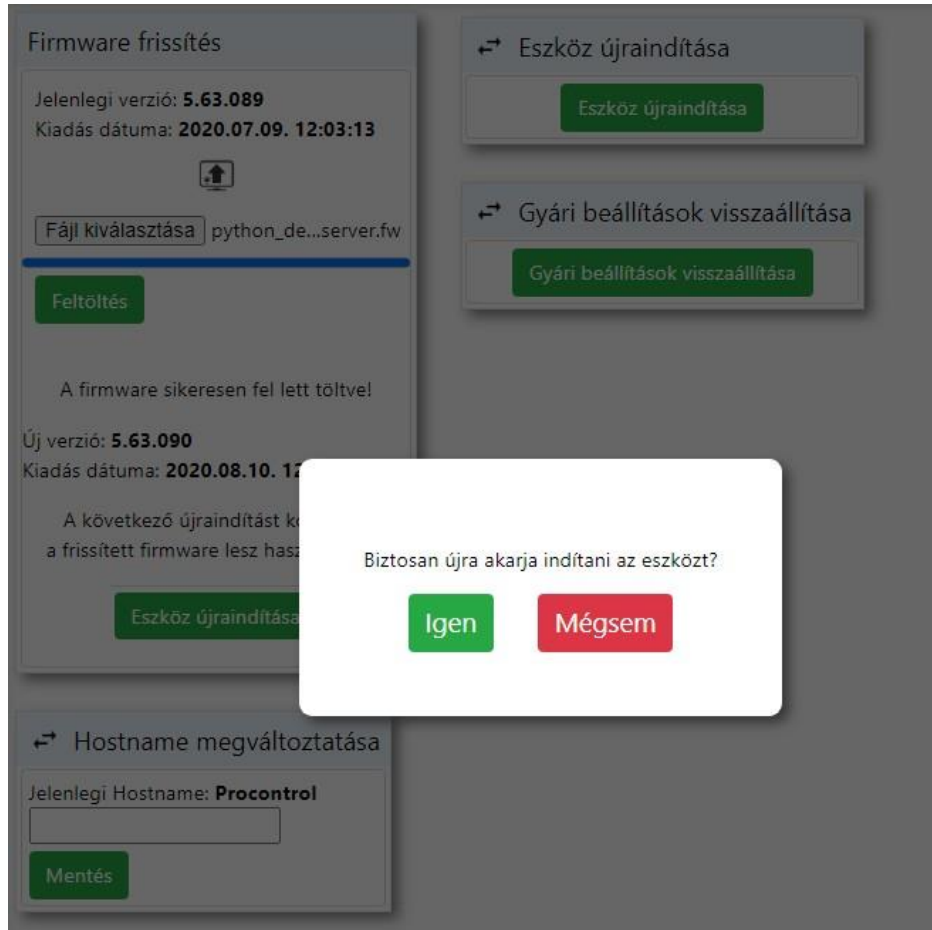 Firmware frissítés
Jelenlegi verzió: 5.63.089
Kiadás dátuma: 2020.07.09. 12:03:13
Fájl kiválasztása python_de...server.fw
Feltöltés
A firmware sikeresen fel lett töltve!
Új verzió: 5.63.090
Kiadás dátuma: 2020.08.10.
A következő újraindítást
a frissített firmware lesz
Eszköz újraindítása
Hostname megváltoztatása
Jelenlegi Hostname: Procontrol
Mentés
Eszköz újraindítása
Eszköz újraindítása
Gyári beállítások visszaállítása
Gyári beállítások visszaállítása
Biztosan újra akarja indítani az eszközt?
Igen Mégsem